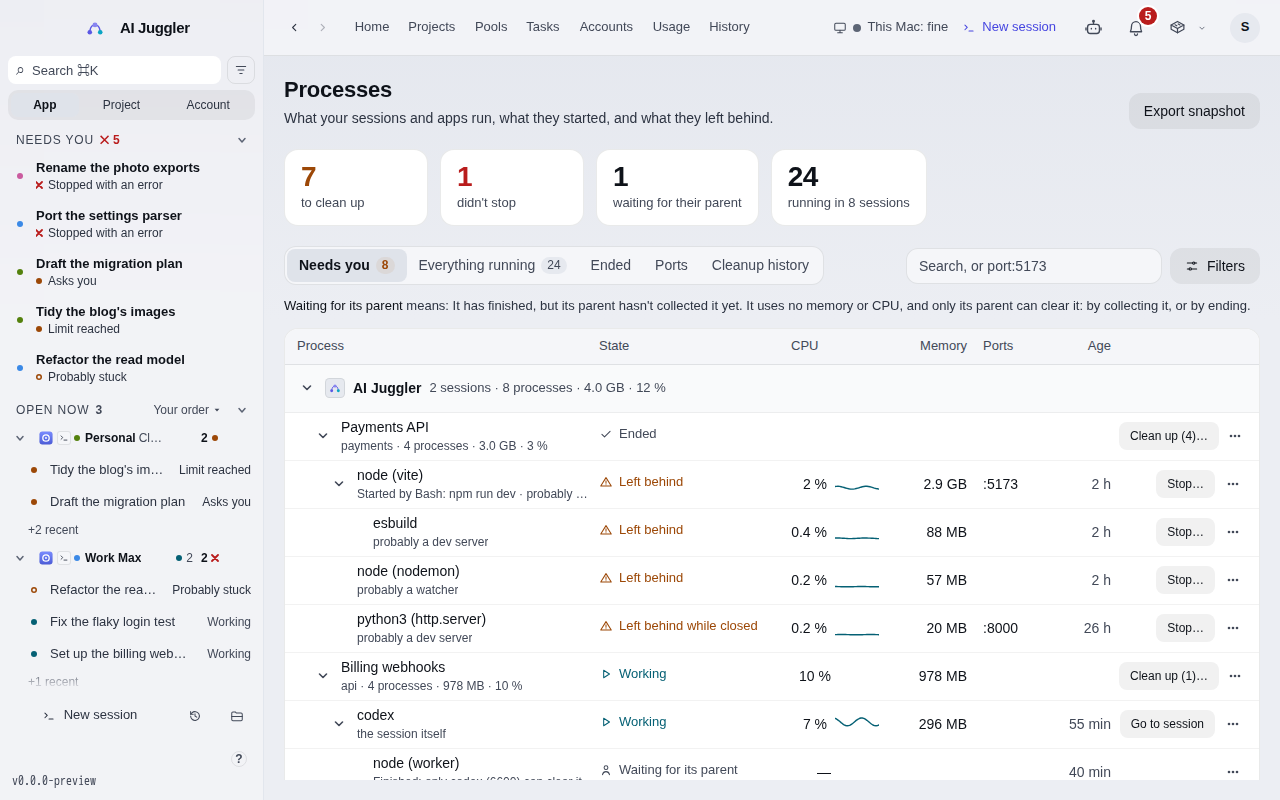 AI Juggler
Search ⌘K
App
Project
Account
NEEDS YOU 5
Rename the photo exports
Stopped with an error
Port the settings parser
Stopped with an error
Draft the migration plan
Asks you
Tidy the blog's images
Limit reached
Refactor the read model
Probably stuck
OPEN NOW 3
Your order
Personal Cl… 2
Tidy the blog's im… Limit reached
Draft the migration plan Asks you
+2 recent
Work Max 2 2
Refactor the rea… Probably stuck
Fix the flaky login test Working
Set up the billing web… Working
+1 recent
New session
?
v0.0.0-preview
Home
Projects
Pools
Tasks
Accounts
Usage
History
This Mac: fine
New session
5
S
Processes
What your sessions and apps run, what they started, and what they left behind.
Export snapshot
7
to clean up
1
didn't stop
1
waiting for their parent
24
running in 8 sessions
Needs you 8
Everything running 24
Ended
Ports
Cleanup history
Search, or port:5173
Filters
Waiting for its parent means: It has finished, but its parent hasn't collected it yet. It uses no memory or CPU, and only its parent can clear it: by collecting it, or by ending.
Process State CPU Memory Ports Age
AI Juggler 2 sessions · 8 processes · 4.0 GB · 12 %
Payments API
payments · 4 processes · 3.0 GB · 3 %
Ended
Clean up (4)…
node (vite)
Started by Bash: npm run dev · probably …
Left behind
2 %
2.9 GB
:5173
2 h
Stop…
esbuild
probably a dev server
Left behind
0.4 %
88 MB
2 h
Stop…
node (nodemon)
probably a watcher
Left behind
0.2 %
57 MB
2 h
Stop…
python3 (http.server)
probably a dev server
Left behind while closed
0.2 %
20 MB
:8000
26 h
Stop…
Billing webhooks
api · 4 processes · 978 MB · 10 %
Working
10 %
978 MB
Clean up (1)…
codex
the session itself
Working
7 %
296 MB
55 min
Go to session
node (worker)
Finished; only codex (6600) can clear it
Waiting for its parent
—
40 min